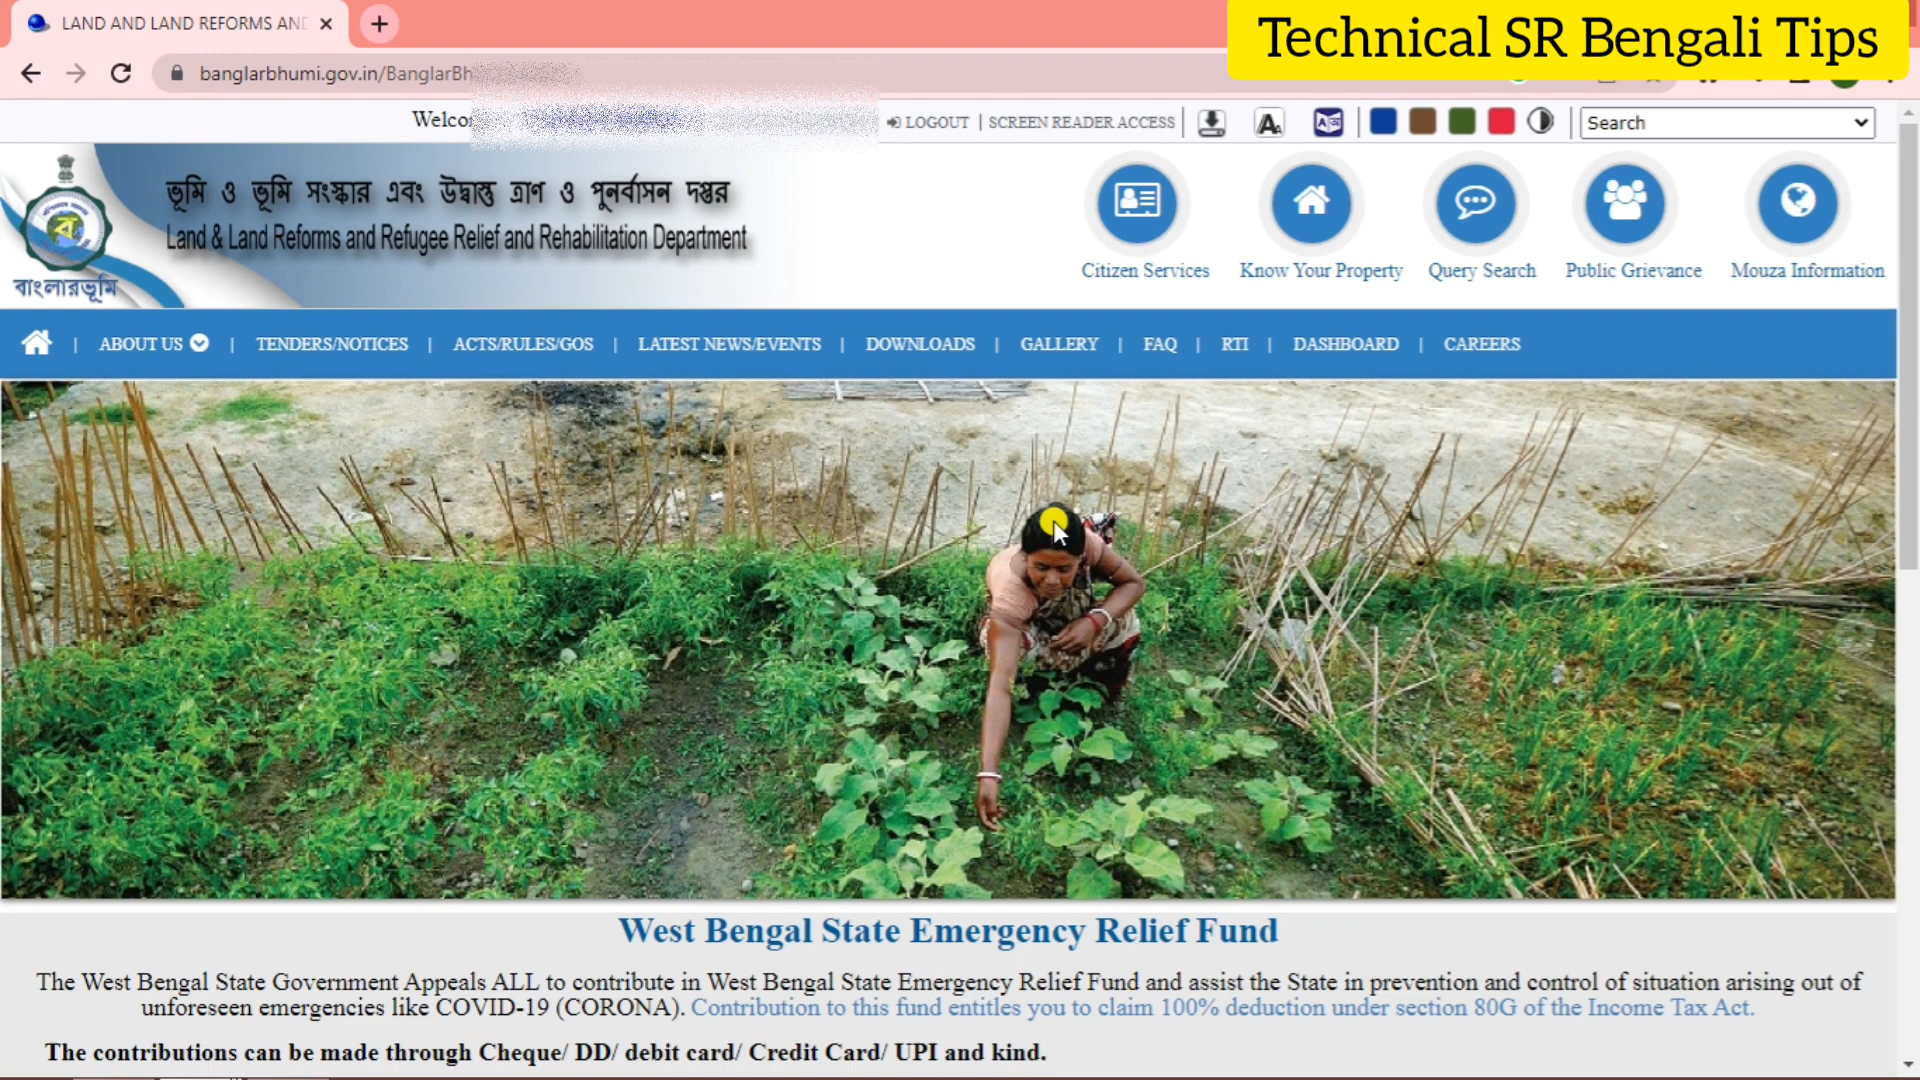 LAND AND LAND REFORMS AND
Technical SR Bengali Tips
banglarbhumi.gov.in/BanglarBh
LOGOUT | SCREEN READER ACCESS
Search
ভূমি ও ভূমি সংস্কার এবং উদ্বাস্তু ত্রাণ ও পুনর্বাসন দপ্তর
Land & Land Reforms and Refugee Relief and Rehabilitation Department
বাংলারভূমি
Citizen Services
Know Your Property
Query Search
Public Grievance
Mouza Information
ABOUT US | TENDERS/NOTICES | ACTS/RULES/GOS | LATEST NEWS/EVENTS | DOWNLOADS | GALLERY | FAQ | RTI | DASHBOARD | CAREERS
West Bengal State Emergency Relief Fund
The West Bengal State Government Appeals ALL to contribute in West Bengal State Emergency Relief Fund and assist the State in prevention and control of situation arising out of
unforeseen emergencies like COVID-19 (CORONA). Contribution to this fund entitles you to claim 100% deduction under section 80G of the Income Tax Act.
The contributions can be made through Cheque/ DD/ debit card/ Credit Card/ UPI and kind.